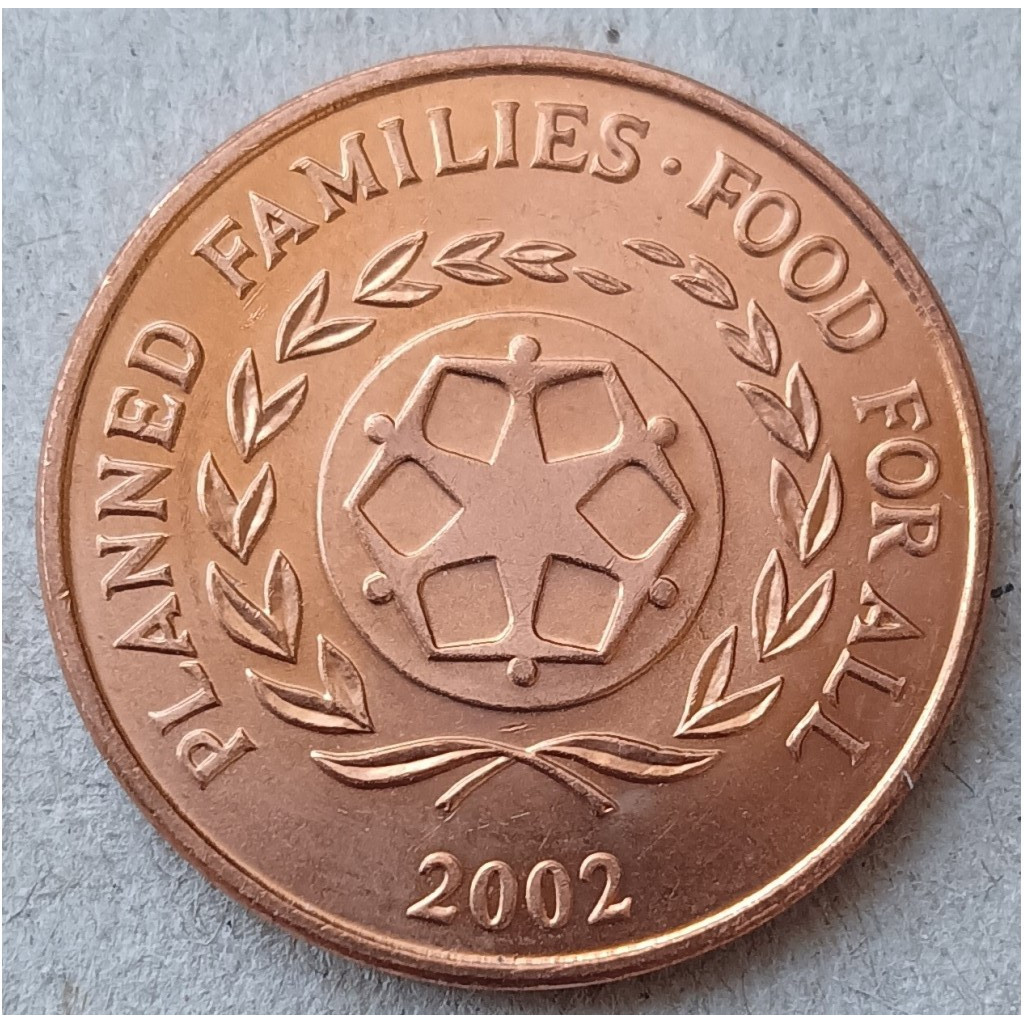 PLANNED FAMILIES · FOOD FOR ALL
2002